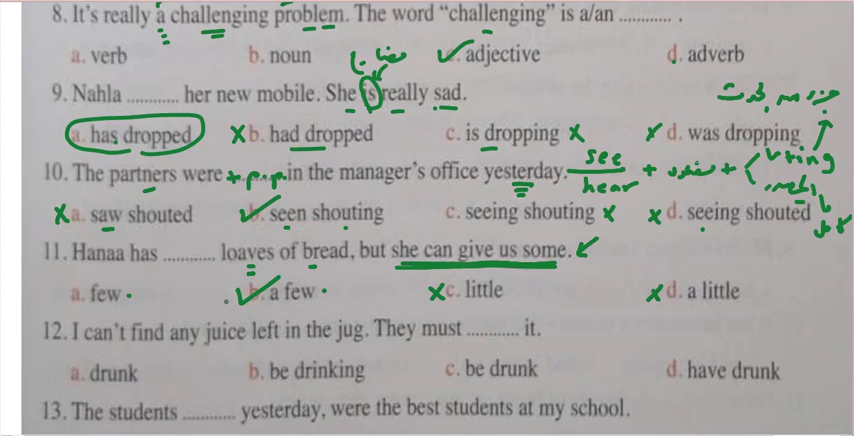 8. It's really a challenging problem. The word “challenging” is a/an ............ .
a. verb b. noun c. adjective d. adverb
9. Nahla ............ her new mobile. She is really sad.
a. has dropped b. had dropped c. is dropping d. was dropping
10. The partners were + p.p. in the manager's office yesterday. see
hear + مفعول + v+ing
a. saw shouted b. seen shouting c. seeing shouting d. seeing shouted
11. Hanaa has ............ loaves of bread, but she can give us some.
a. few b. a few c. little d. a little
12. I can't find any juice left in the jug. They must ............ it.
a. drunk b. be drinking c. be drunk d. have drunk
13. The students ............ yesterday, were the best students at my school.